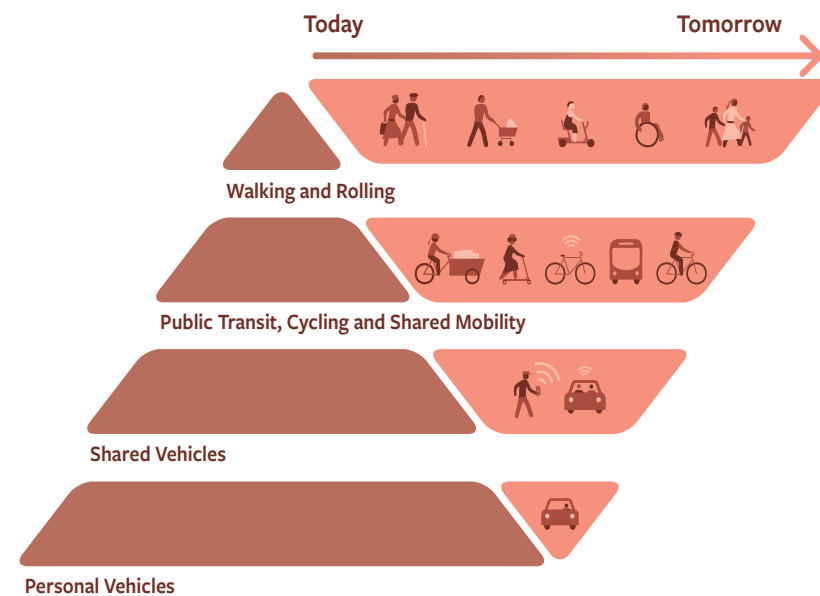 Today
Tomorrow
Walking and Rolling
Public Transit, Cycling and Shared Mobility
Shared Vehicles
Personal Vehicles